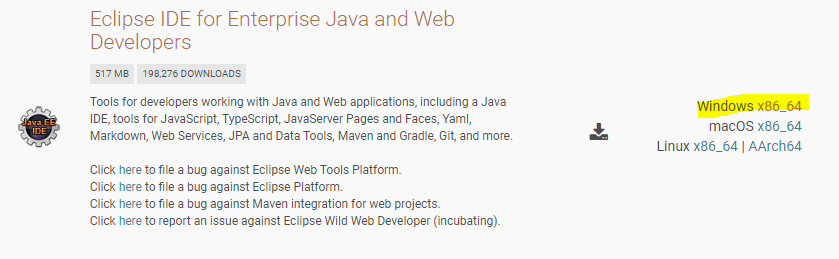 Eclipse IDE for Enterprise Java and Web
Developers
517 MB 198,276 DOWNLOADS
Java EE
IDE
Tools for developers working with Java and Web applications, including a Java
IDE, tools for JavaScript, TypeScript, JavaServer Pages and Faces, Yaml,
Markdown, Web Services, JPA and Data Tools, Maven and Gradle, Git, and more.
Click here to file a bug against Eclipse Web Tools Platform.
Click here to file a bug against Eclipse Platform.
Click here to file a bug against Maven integration for web projects.
Click here to report an issue against Eclipse Wild Web Developer (incubating).
Windows x86_64
macOS x86_64
Linux x86_64 | AArch64